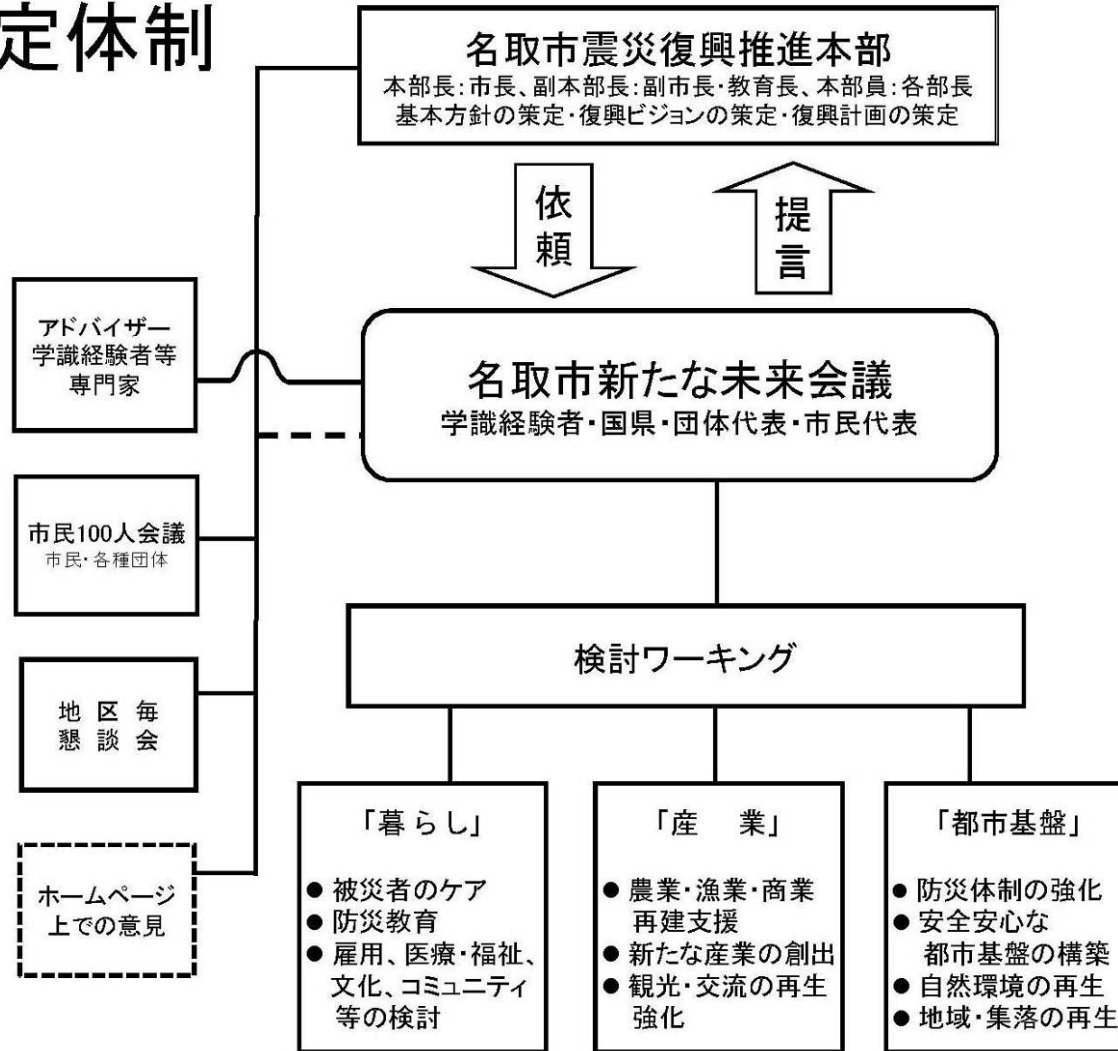 定体制
名取市震災復興推進本部
本部長:市長、副本部長:副市長・教育長、本部員:各部長
基本方針の策定・復興ビジョンの策定・復興計画の策定
依
頼
提
言
アドバイザー
学識経験者等
専門家
名取市新たな未来会議
学識経験者・国県・団体代表・市民代表
市民100人会議
市民・各種団体
地区毎
懇談会
ホームページ
上での意見
検討ワーキング
「暮らし」
● 被災者のケア
● 防災教育
● 雇用、医療・福祉、
文化、コミュニティ
等の検討
「産　業」
● 農業・漁業・商業
再建支援
● 新たな産業の創出
● 観光・交流の再生
強化
「都市基盤」
● 防災体制の強化
● 安全安心な
都市基盤の構築
● 自然環境の再生
● 地域・集落の再生